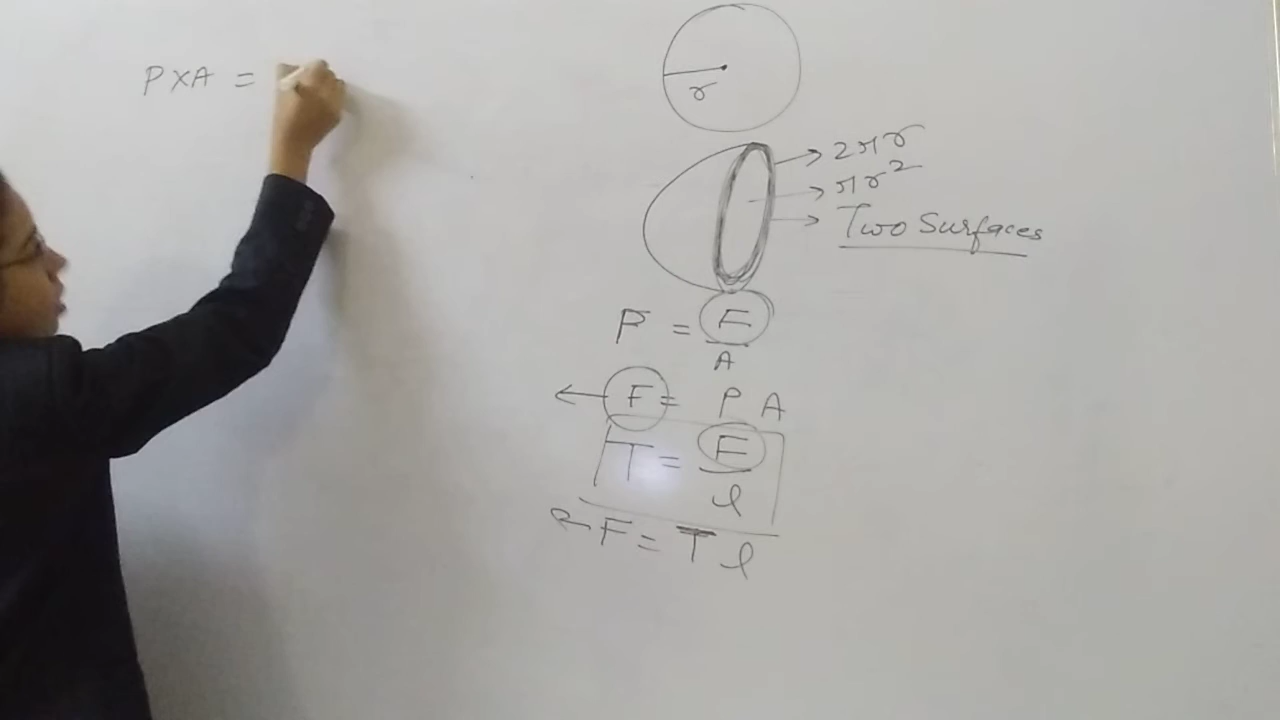 P X A =
r
2πr
πr²
Two Surfaces
P = F/A
F = P A
T = F/l
F = T l